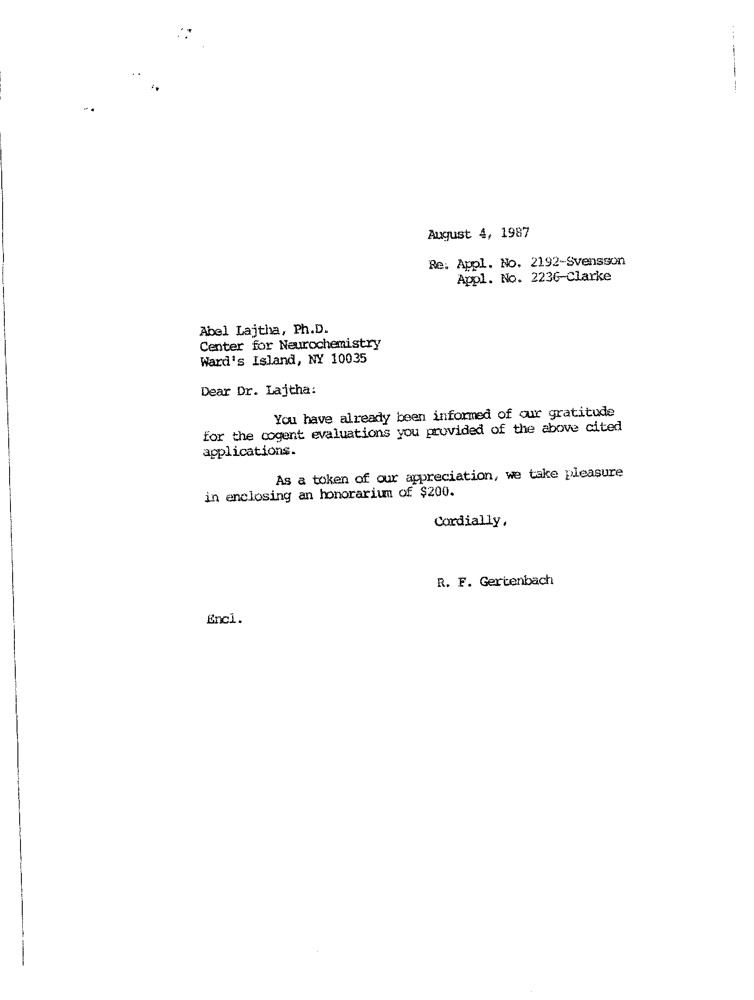 August 4, 1987
Re: Appl. No. 2192-Svensson
Appl. No. 2236-Clarke
Abel Lajtha, Ph.D.
Center for Neurochemistry
Ward's Island, NY 10035
Dear Dr. Lajtha:
You have already been informed of our gratitude
for the cogent evaluations you provided of the above cited
applications.
As a token of our appreciation, we take pleasure
in enclosing an honorarium of $200.
Cordially,
R. F. Gertenbach
Encl.